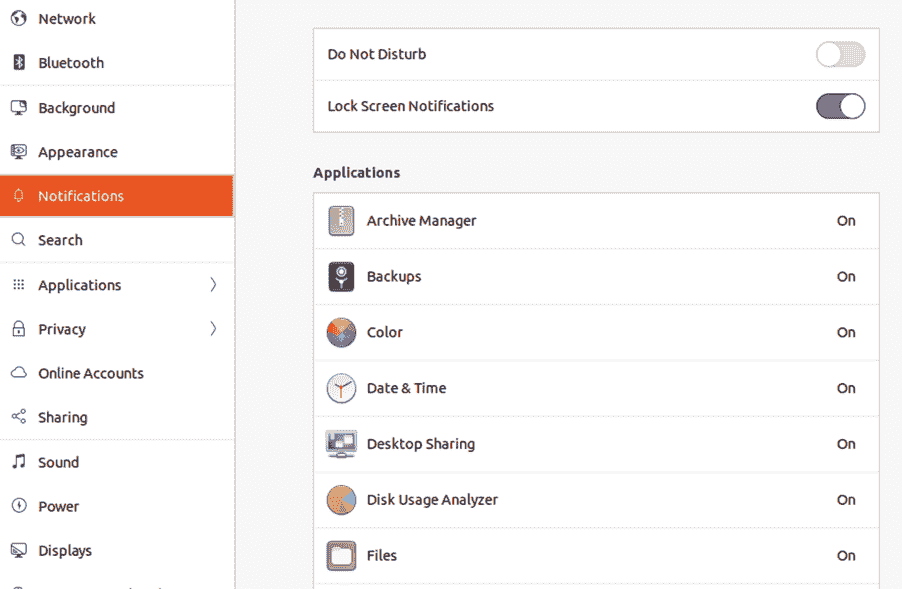 Network
Bluetooth
Background
Appearance
Notifications
Search
Applications
Privacy
Online Accounts
Sharing
Sound
Power
Displays
Do Not Disturb
Lock Screen Notifications
Applications
Archive Manager On
Backups On
Color On
Date & Time On
Desktop Sharing On
Disk Usage Analyzer On
Files On